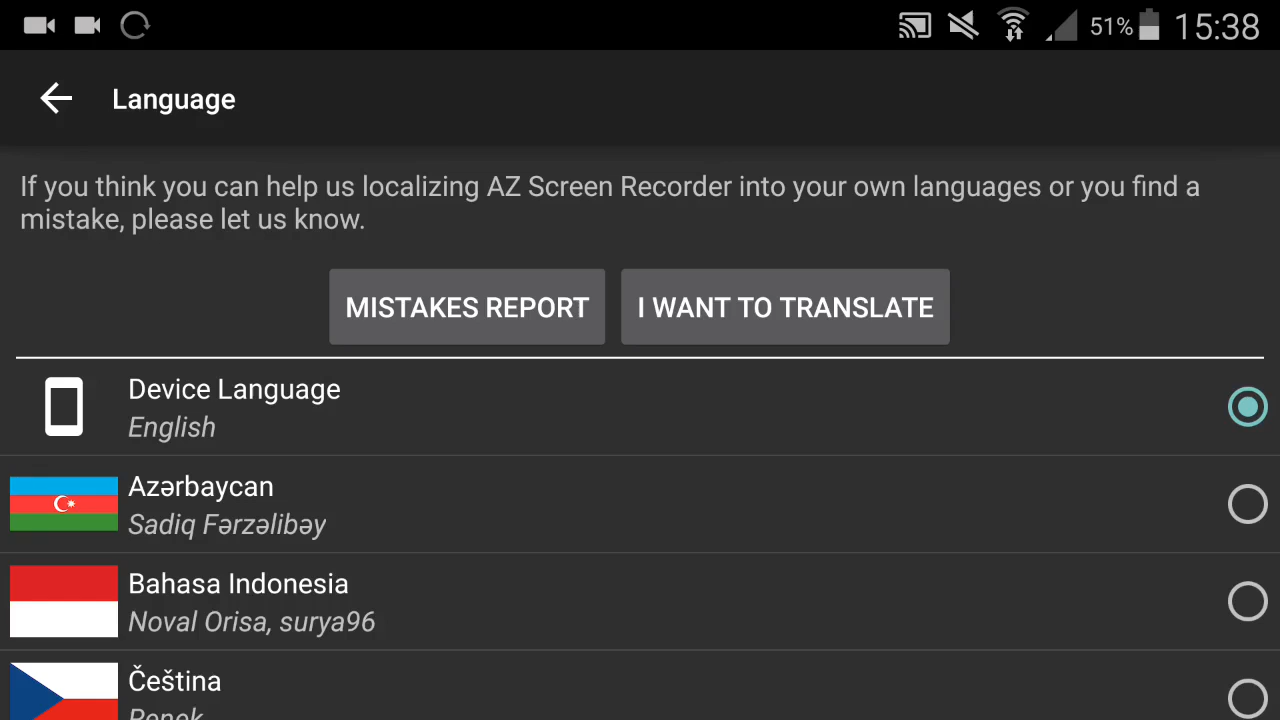 51% 15:38
Language
If you think you can help us localizing AZ Screen Recorder into your own languages or you find a
mistake, please let us know.
MISTAKES REPORT I WANT TO TRANSLATE
Device Language
English
Azərbaycan
Sadiq Fərzəlibəy
Bahasa Indonesia
Noval Orisa, surya96
Čeština